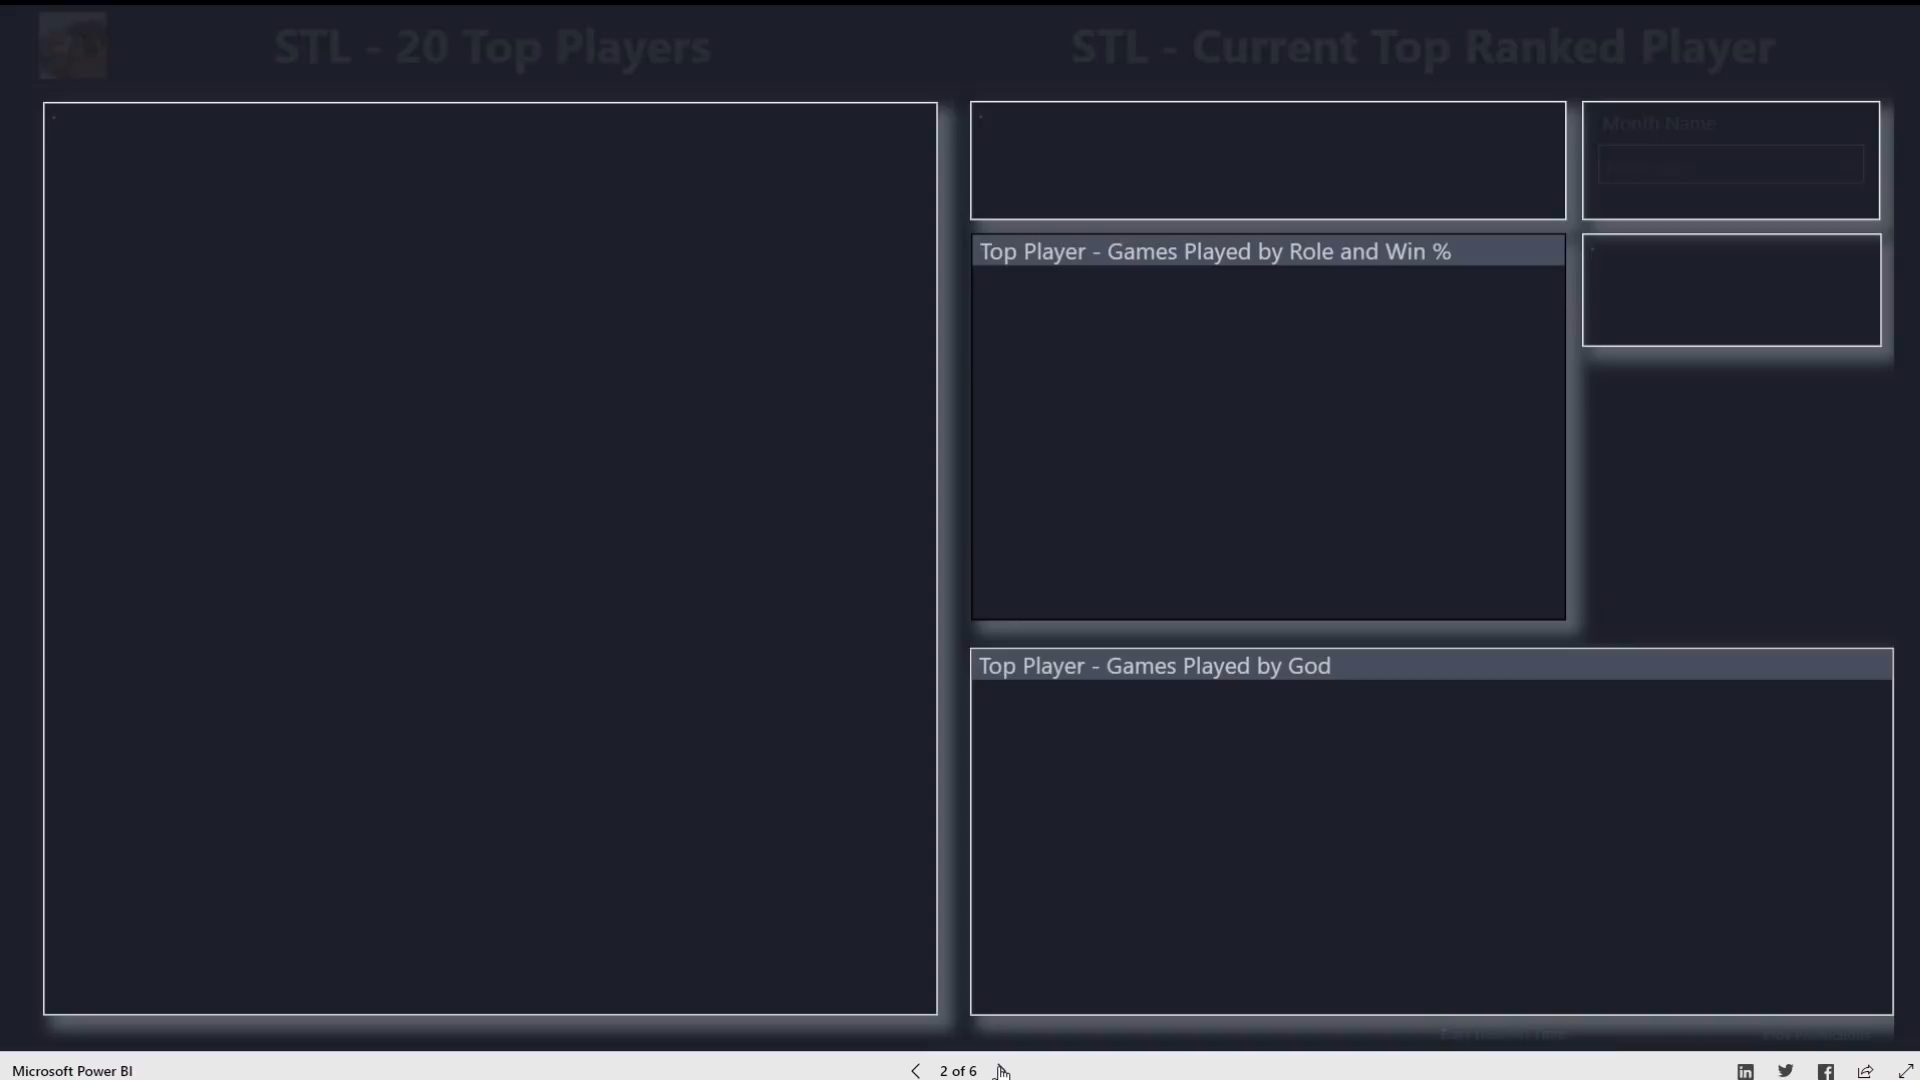 STL - 20 Top Players
STL - Current Top Ranked Player
Month Name
Top Player - Games Played by Role and Win %
Top Player - Games Played by God
Microsoft Power BI
2 of 6